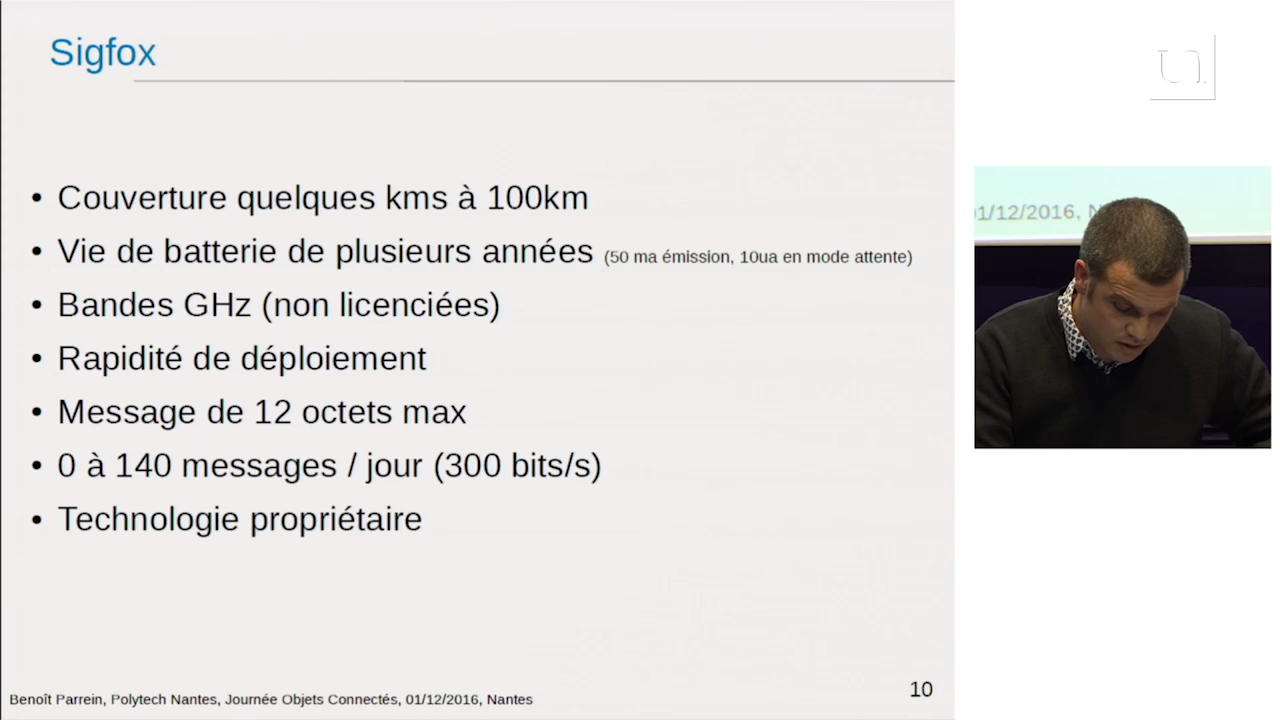 Sigfox
• Couverture quelques kms à 100km
• Vie de batterie de plusieurs années (50 ma émission, 10ua en mode attente)
• Bandes GHz (non licenciées)
• Rapidité de déploiement
• Message de 12 octets max
• 0 à 140 messages / jour (300 bits/s)
• Technologie propriétaire
Benoît Parrein, Polytech Nantes, Journée Objets Connectés, 01/12/2016, Nantes
10
01/12/2016, N